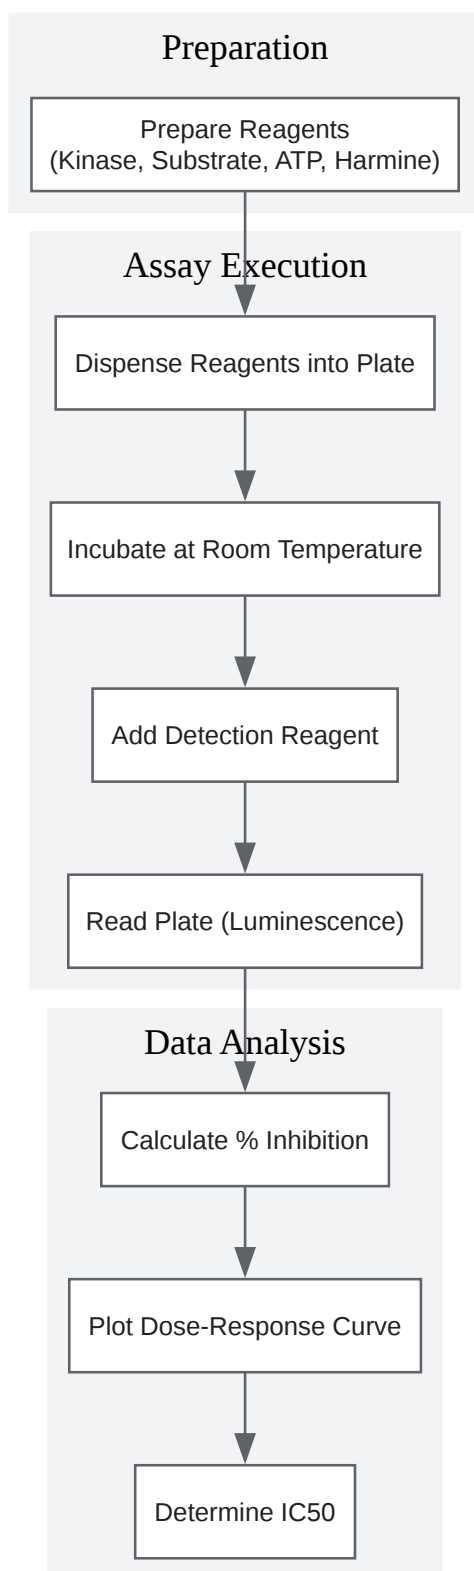 Preparation
Prepare Reagents
(Kinase, Substrate, ATP, Harmine)
Assay Execution
Dispense Reagents into Plate
Incubate at Room Temperature
Add Detection Reagent
Read Plate (Luminescence)
Data Analysis
Calculate % Inhibition
Plot Dose-Response Curve
Determine IC50